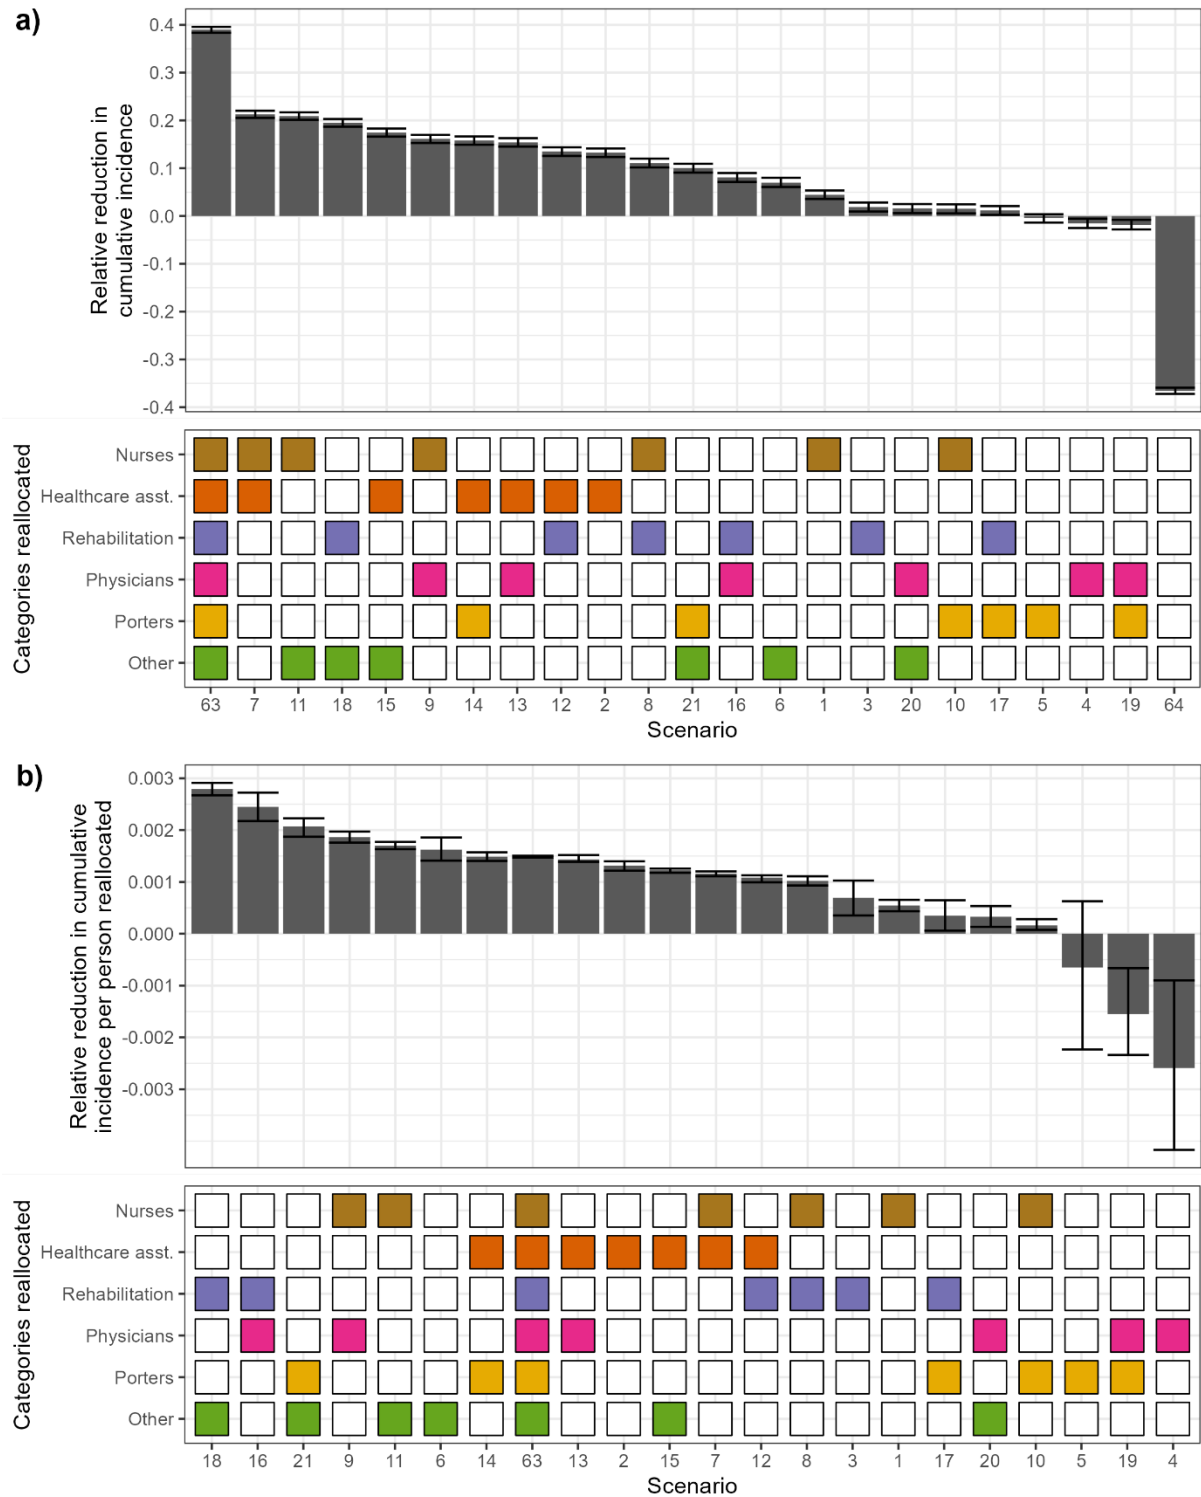 a)
Relative reduction in
cumulative incidence
0.4
0.3
0.2
0.1
0.0
-0.1
-0.2
-0.3
-0.4
Categories reallocated
Nurses
Healthcare asst.
Rehabilitation
Physicians
Porters
Other
63 7 11 18 15 9 14 13 12 2 8 21 16 6 1 3 20 10 17 5 4 19 64
Scenario
b)
Relative reduction in cumulative
incidence per person reallocated
0.003
0.002
0.001
0.000
-0.001
-0.002
-0.003
Categories reallocated
Nurses
Healthcare asst.
Rehabilitation
Physicians
Porters
Other
18 16 21 9 11 6 14 63 13 2 15 7 12 8 3 1 17 20 10 5 19 4
Scenario